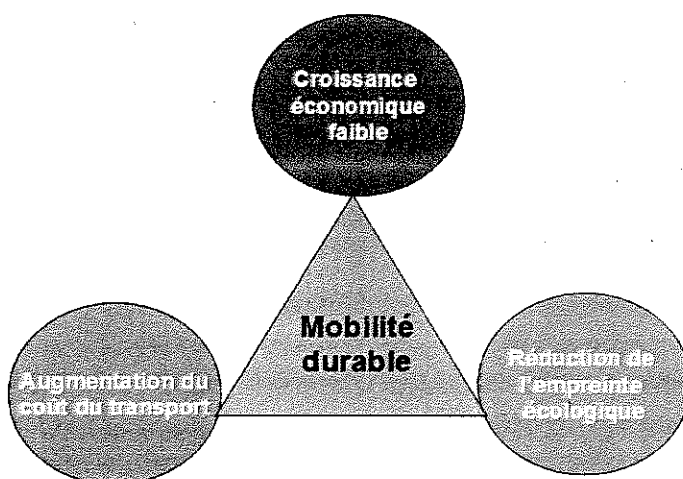 Croissance
économique
faible
Mobilité
durable
Augmentation du
coût du transport
Réduction de
l'empreinte
écologique